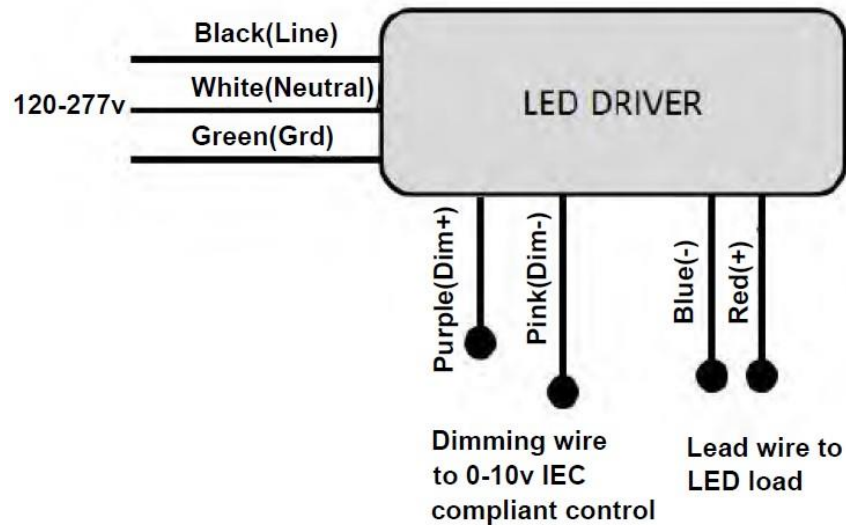 Black(Line)
White(Neutral)
120-277v
Green(Grd)
LED DRIVER
Purple(Dim+)
Pink(Dim-)
Blue(-)
Red(+)
Dimming wire
to 0-10v IEC
compliant control
Lead wire to
LED load